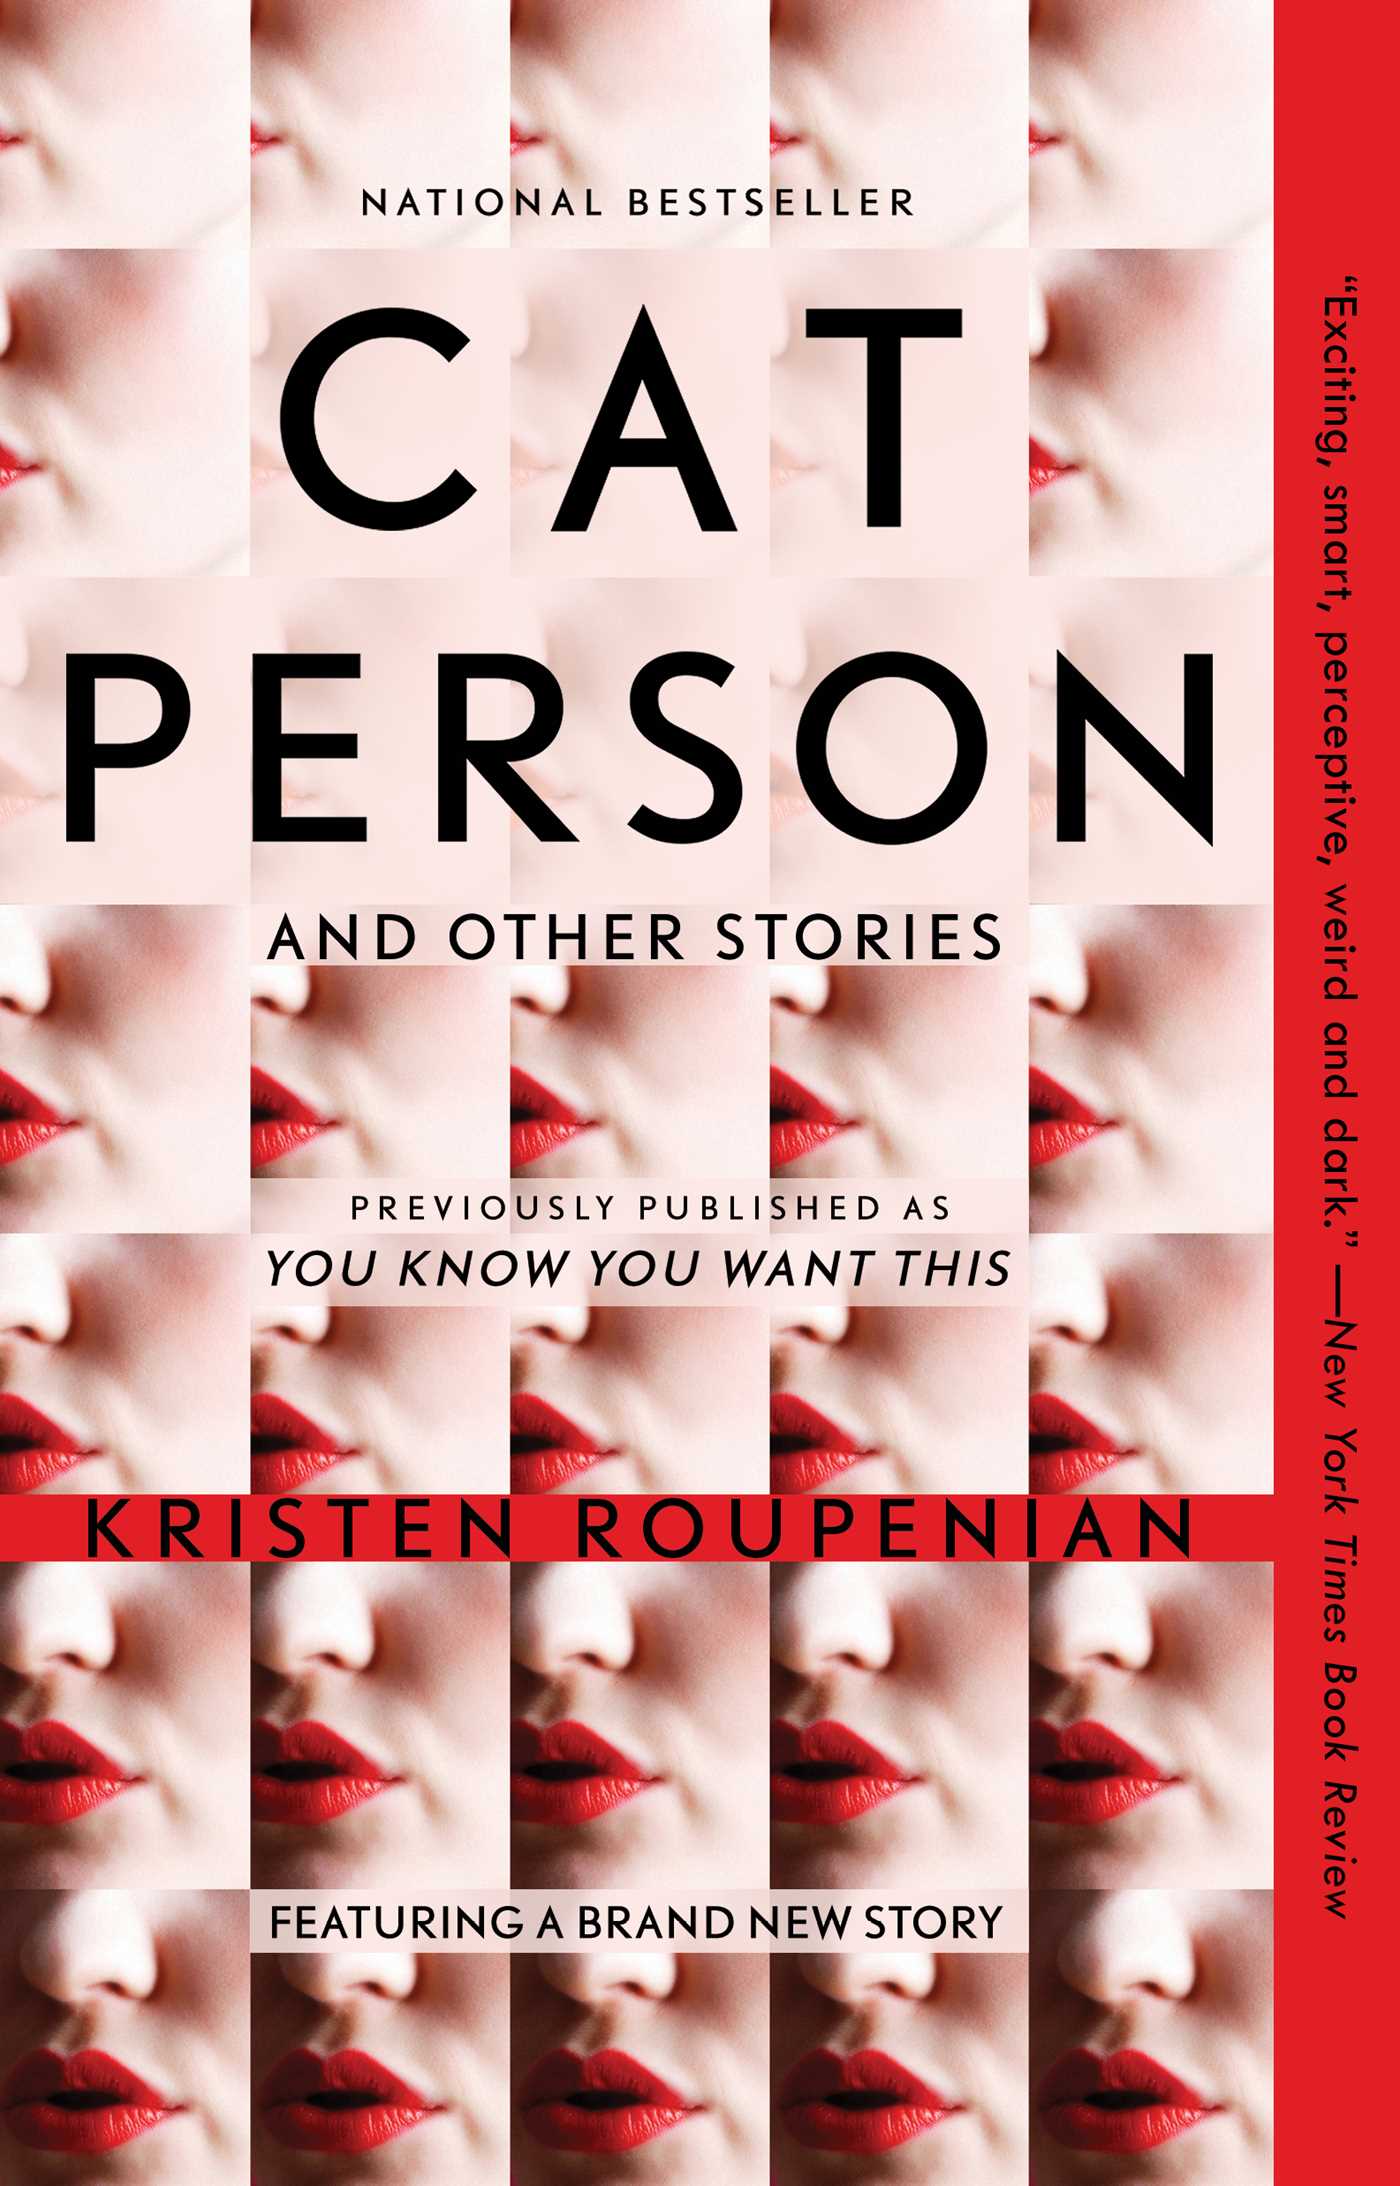 NATIONAL BESTSELLER
CAT
PERSON
AND OTHER STORIES
PREVIOUSLY PUBLISHED AS
YOU KNOW YOU WANT THIS
KRISTEN ROUPENIAN
FEATURING A BRAND NEW STORY
“Exciting, smart, perceptive, weird and dark.” —New York Times Book Review